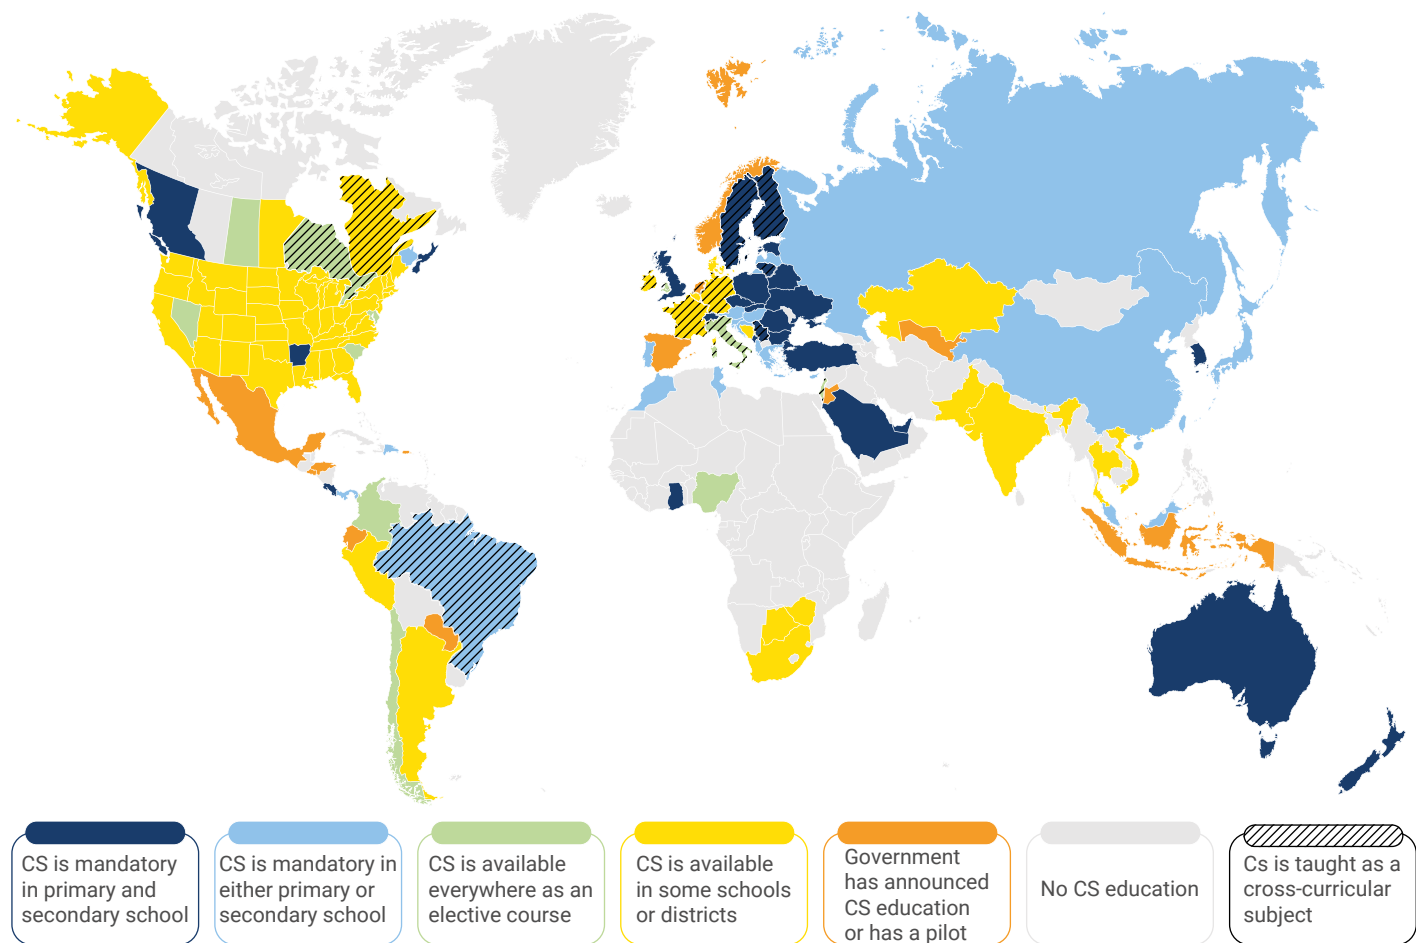 CS is mandatory
in primary and
secondary school
CS is mandatory in
either primary or
secondary school
CS is available
everywhere as an
elective course
CS is available
in some schools
or districts
Government
has announced
CS education
or has a pilot
No CS education
Cs is taught as a
cross-curricular
subject